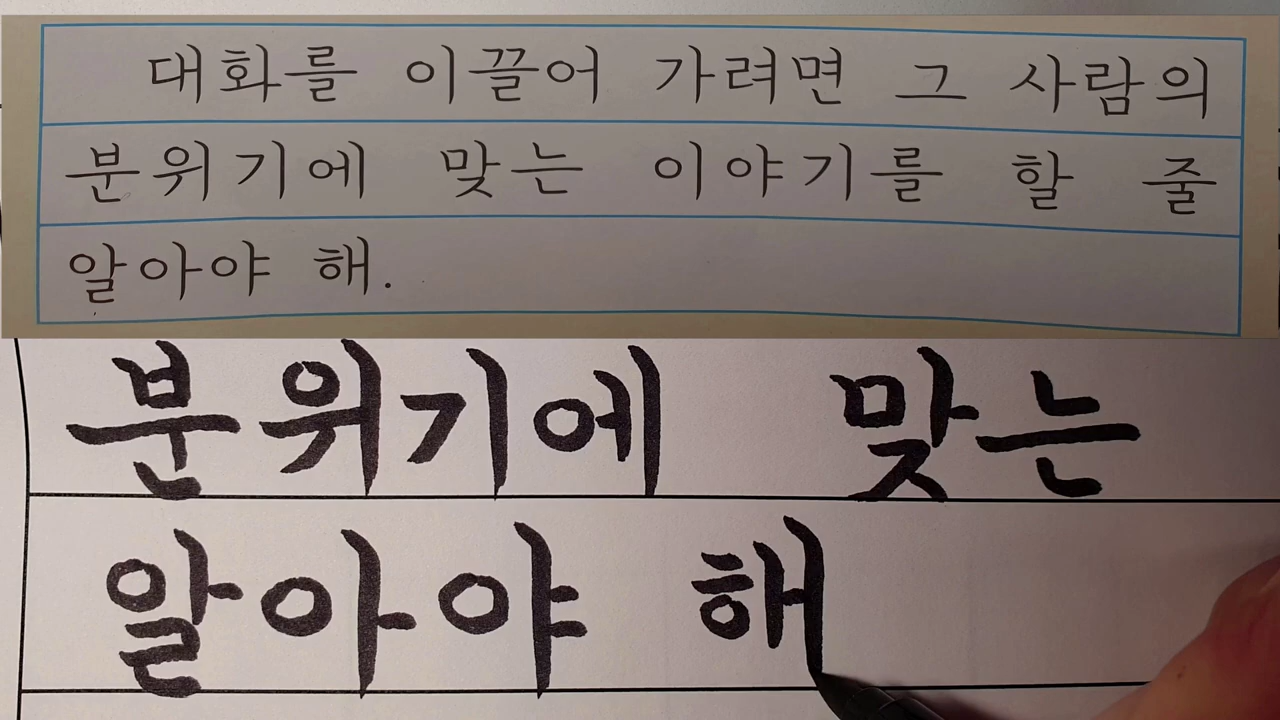 대화를 이끌어 가려면 그 사람의
분위기에 맞는 이야기를 할 줄
알아야 해.
분위기에 맞는
알아야 해